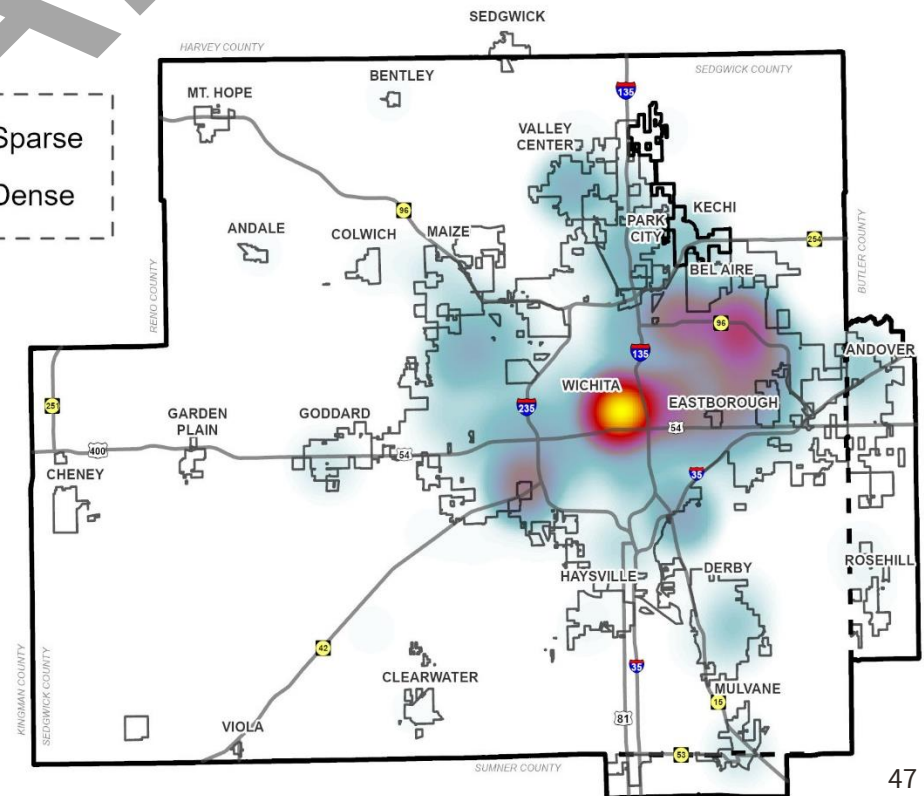 SEDGWICK
HARVEY COUNTY
SEDGWICK COUNTY
BENTLEY
MT. HOPE
135
Sparse
Dense
VALLEY
CENTER
96
KECHI
PARK
CITY
ANDALE
COLWICH
MAIZE
254
BEL AIRE
BUTLER COUNTY
RENO COUNTY
96
135
ANDOVER
WICHITA
25
235
EASTBOROUGH
GARDEN
PLAIN
GODDARD
54
400
54
CHENEY
35
HAYSVILLE
DERBY
ROSEHILL
42
35
KINGMAN COUNTY
SEDGWICK COUNTY
CLEARWATER
MULVANE
15
81
VIOLA
53
SUMNER COUNTY
47